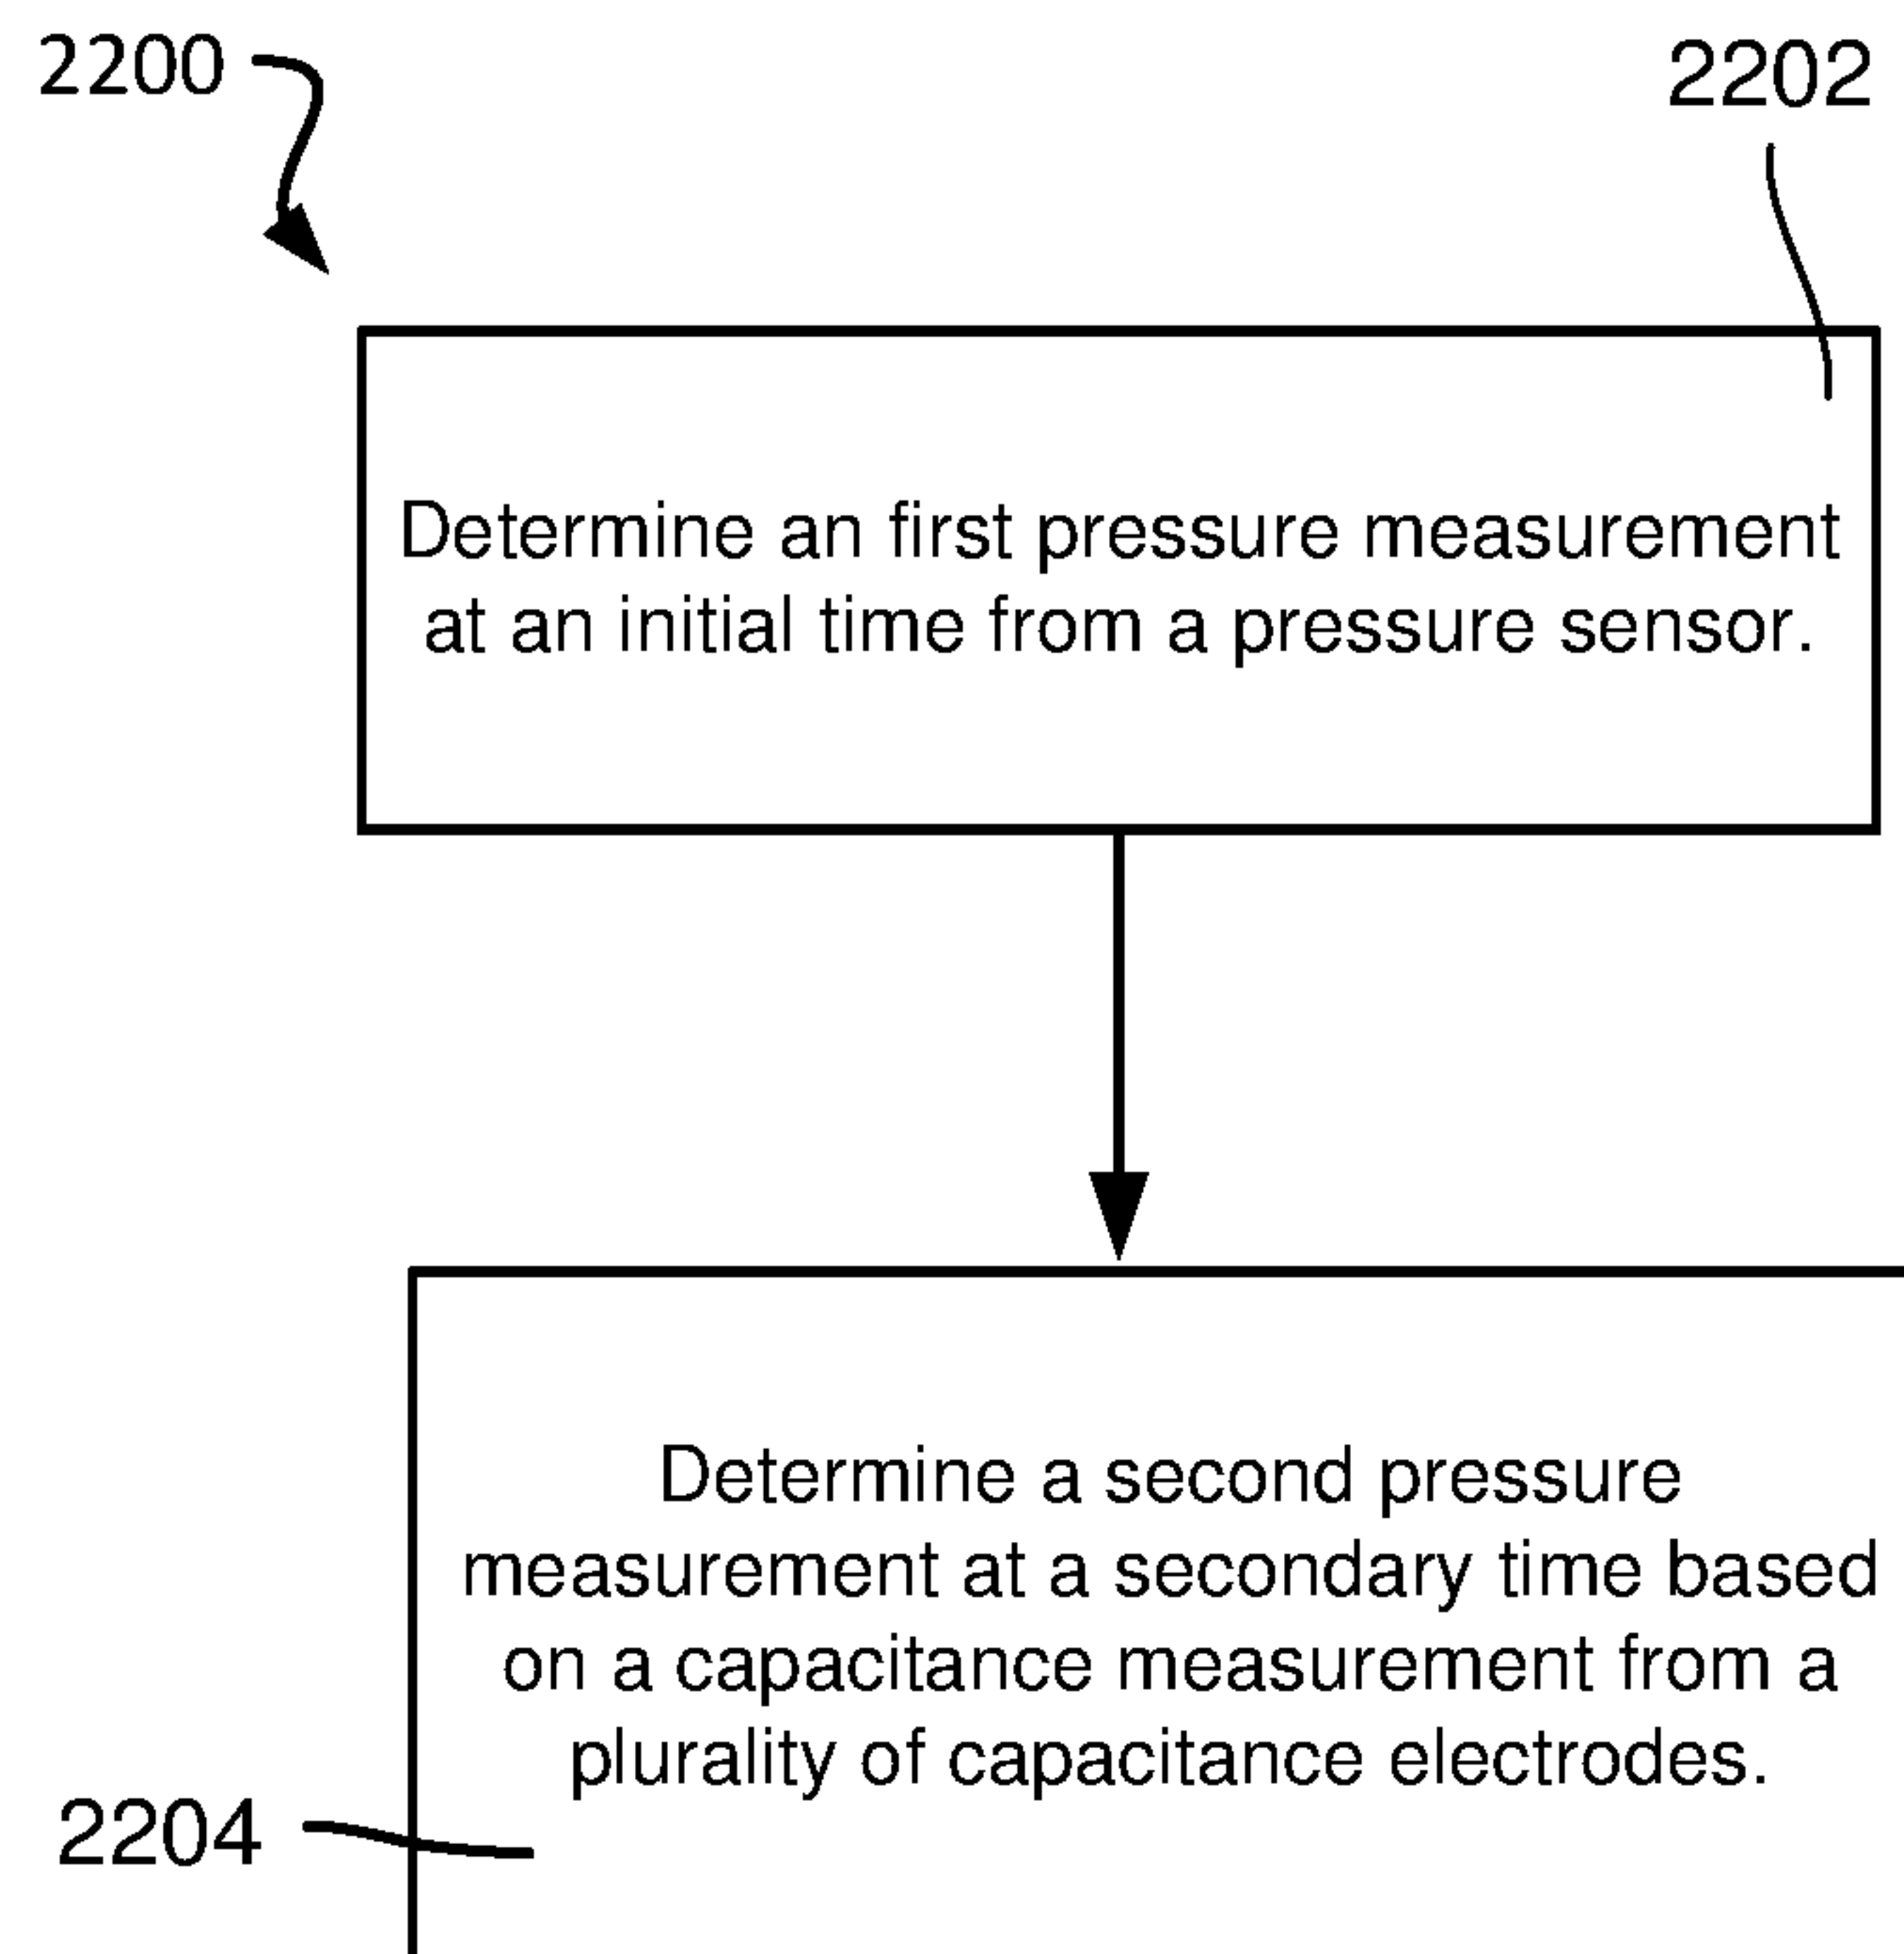 2200
2202
Determine an first pressure measurement
at an initial time from a pressure sensor.
Determine a second pressure
measurement at a secondary time based
on a capacitance measurement from a
plurality of capacitance electrodes.
2204